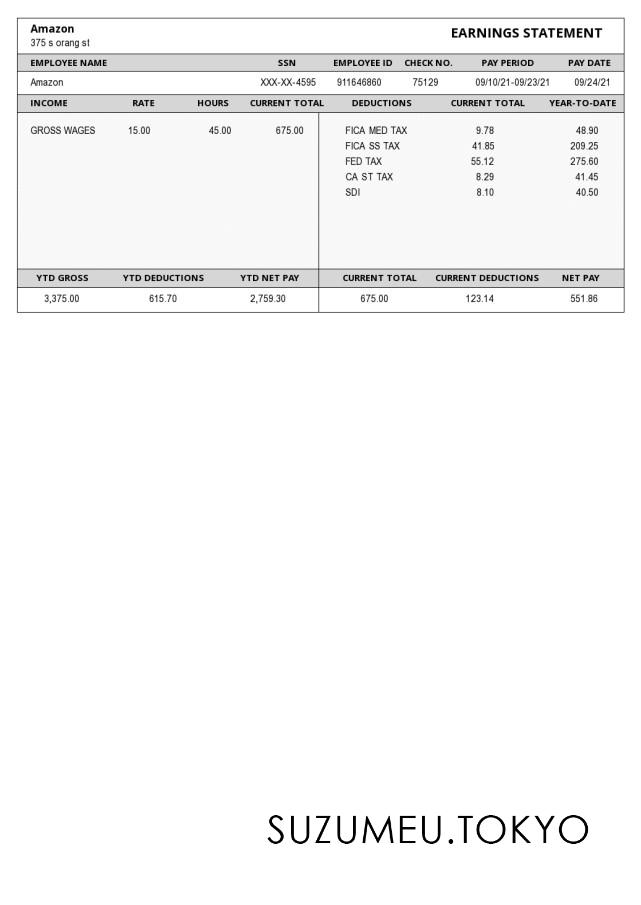 Amazon
EARNINGS STATEMENT
375 s orang st
EMPLOYEE NAME SSN EMPLOYEE ID CHECK NO. PAY PERIOD PAY DATE
Amazon XXX-XX-4595 911646860 75129 09/10/21-09/23/21 09/24/21
INCOME RATE HOURS CURRENT TOTAL DEDUCTIONS CURRENT TOTAL YEAR-TO-DATE
GROSS WAGES 15.00 45.00 675.00 FICA MED TAX 9.78 48.90
FICA SS TAX 41.85 209.25
FED TAX 55.12 275.60
CA ST TAX 8.29 41.45
SDI 8.10 40.50
YTD GROSS YTD DEDUCTIONS YTD NET PAY CURRENT TOTAL CURRENT DEDUCTIONS NET PAY
3,375.00 615.70 2,759.30 675.00 123.14 551.86
SUZUMEU.TOKYO